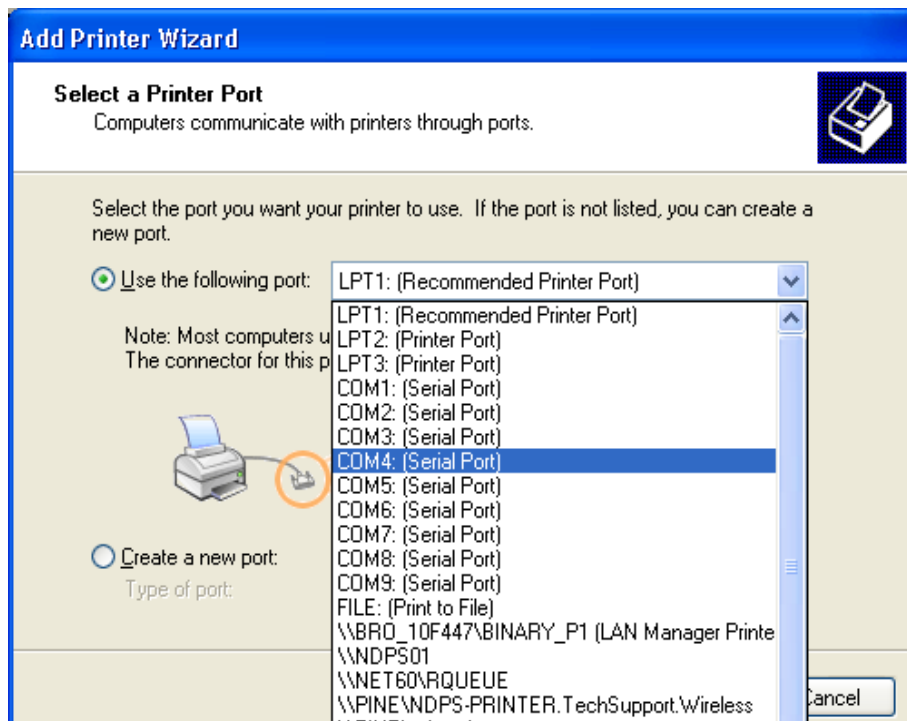 Add Printer Wizard
Select a Printer Port
Computers communicate with printers through ports.
Select the port you want your printer to use. If the port is not listed, you can create a
new port.
Use the following port:
LPT1: (Recommended Printer Port)
LPT1: (Recommended Printer Port)
Note: Most computers u
LPT2: (Printer Port)
The connector for this p
LPT3: (Printer Port)
COM1: (Serial Port)
COM2: (Serial Port)
COM3: (Serial Port)
COM4: (Serial Port)
COM5: (Serial Port)
COM6: (Serial Port)
COM7: (Serial Port)
Create a new port:
COM8: (Serial Port)
Type of port:
COM9: (Serial Port)
FILE: (Print to File)
\\BRO_10F447\BINARY_P1 (LAN Manager Printe
\\NDPS01
\\NET60\RQUEUE
\\PINE\NDPS-PRINTER.TechSupport.Wireless
Cancel